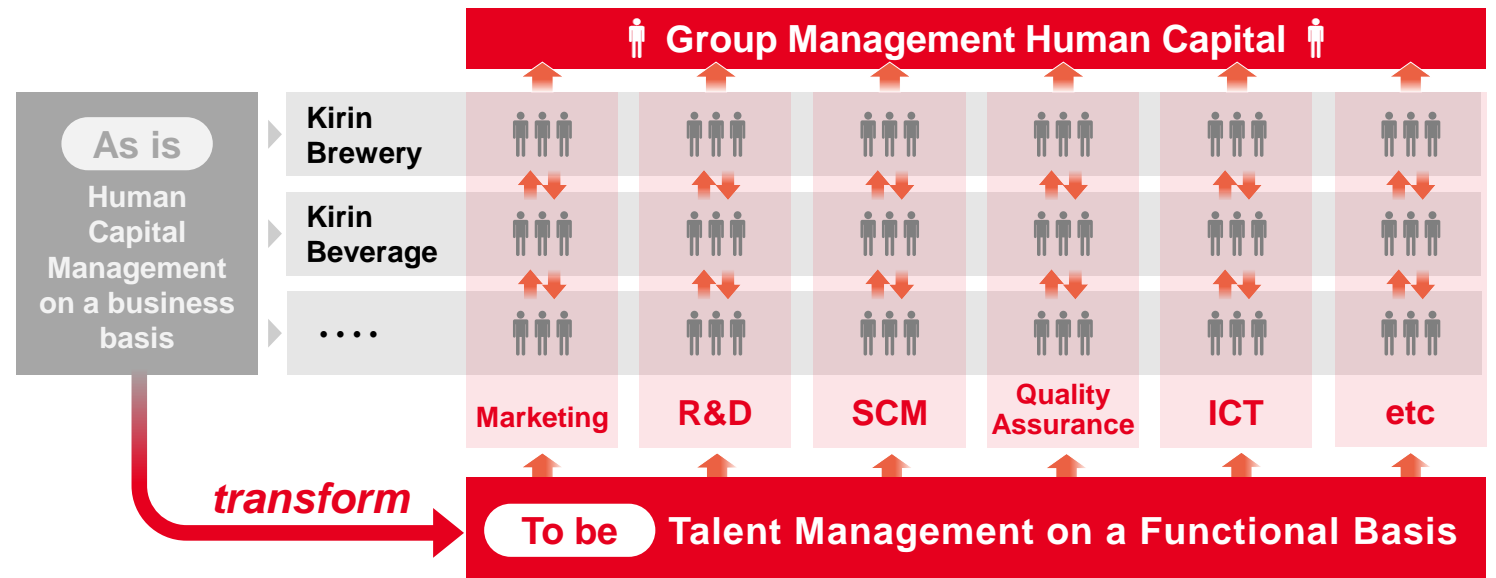 Group Management Human Capital
As is
Human
Capital
Management
on a business
basis
Kirin
Brewery
Kirin
Beverage
････
Marketing
R&D
SCM
Quality
Assurance
ICT
etc
transform
To be
Talent Management on a Functional Basis